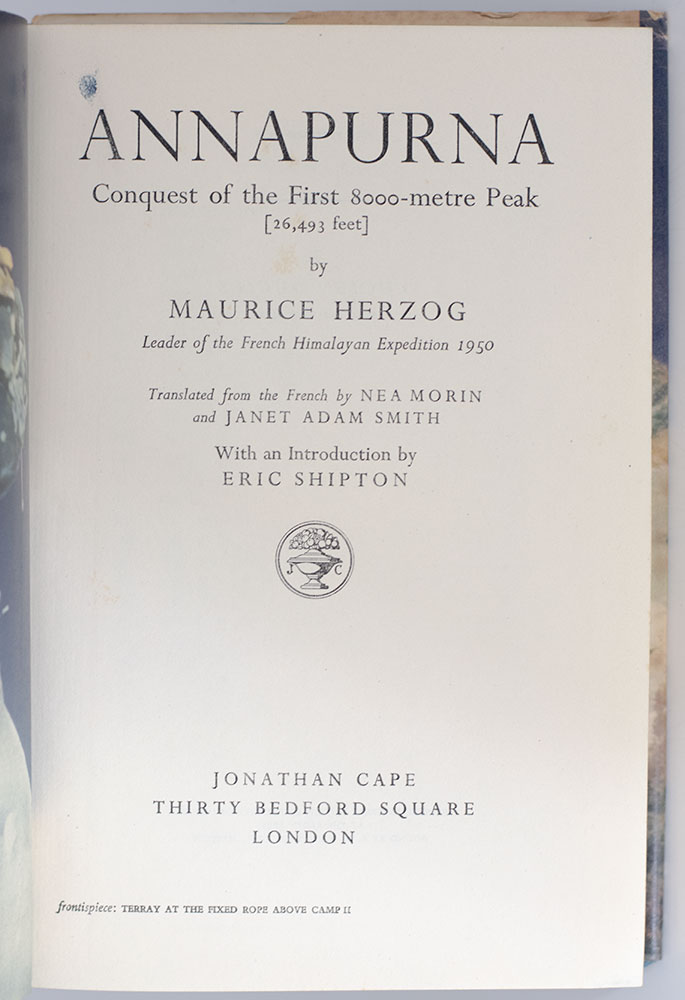 ANNAPURNA
Conquest of the First 8000-metre Peak
[26,493 feet]
by
MAURICE HERZOG
Leader of the French Himalayan Expedition 1950
Translated from the French by NEA MORIN
and JANET ADAM SMITH
With an Introduction by
ERIC SHIPTON
J C
JONATHAN CAPE
THIRTY BEDFORD SQUARE
LONDON
frontispiece: TERRAY AT THE FIXED ROPE ABOVE CAMP II